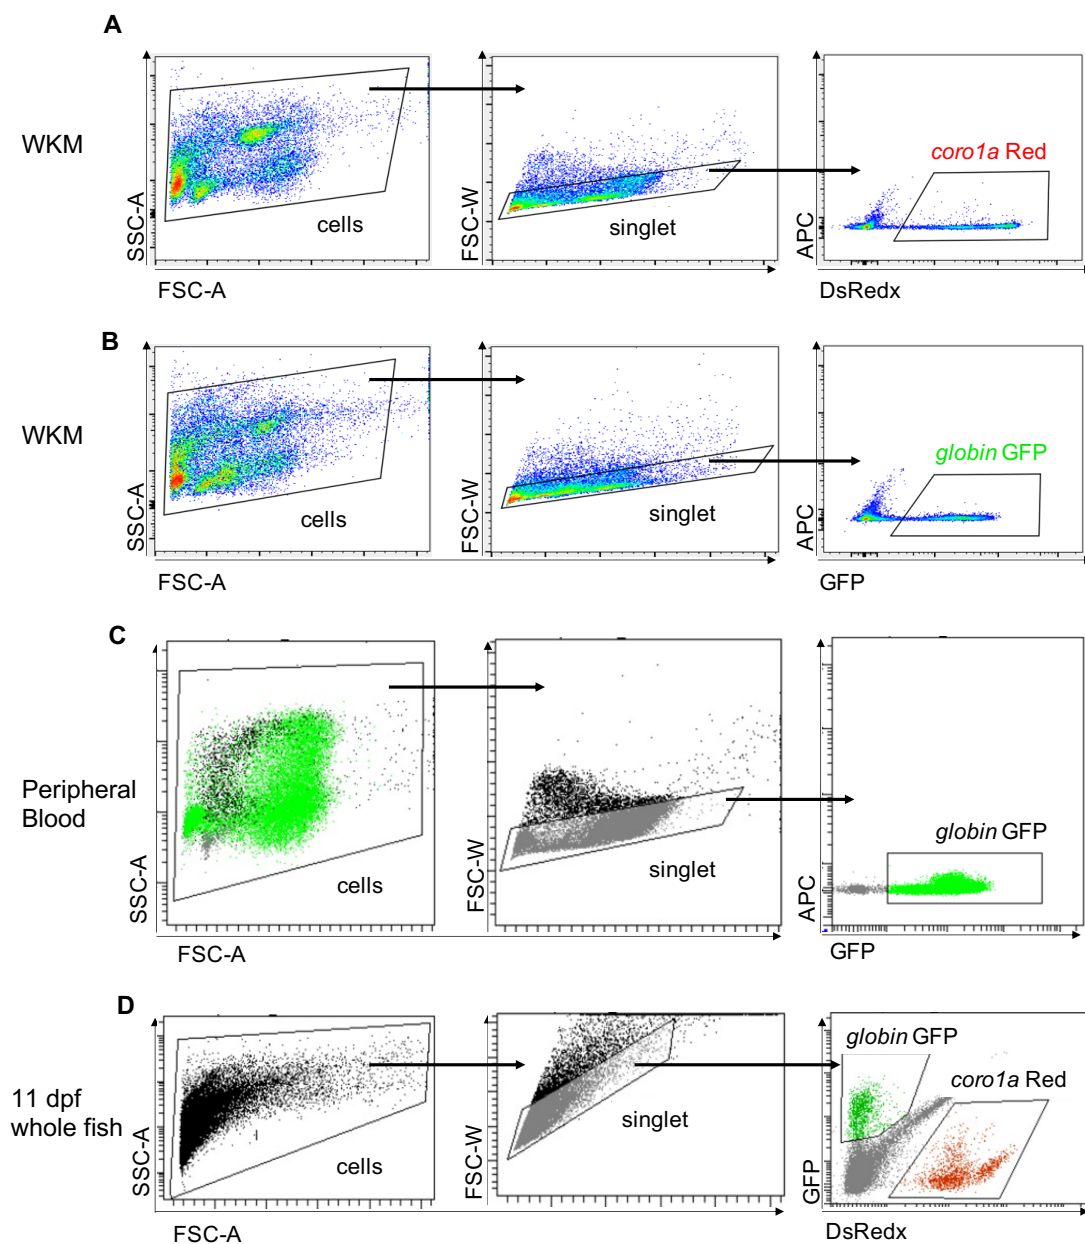 A
WKM
SSC-A
cells
FSC-A
FSC-W
singlet
coro1a Red
APC
DsRedx
B
WKM
SSC-A
cells
FSC-A
FSC-W
singlet
globin GFP
APC
GFP
C
Peripheral
Blood
SSC-A
cells
FSC-A
FSC-W
singlet
globin GFP
APC
GFP
D
11 dpf
whole fish
SSC-A
cells
FSC-A
FSC-W
singlet
globin GFP
coro1a Red
GFP
DsRedx